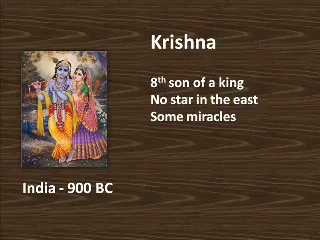 Krishna
8th son of a king
No star in the east
Some miracles
India - 900 BC